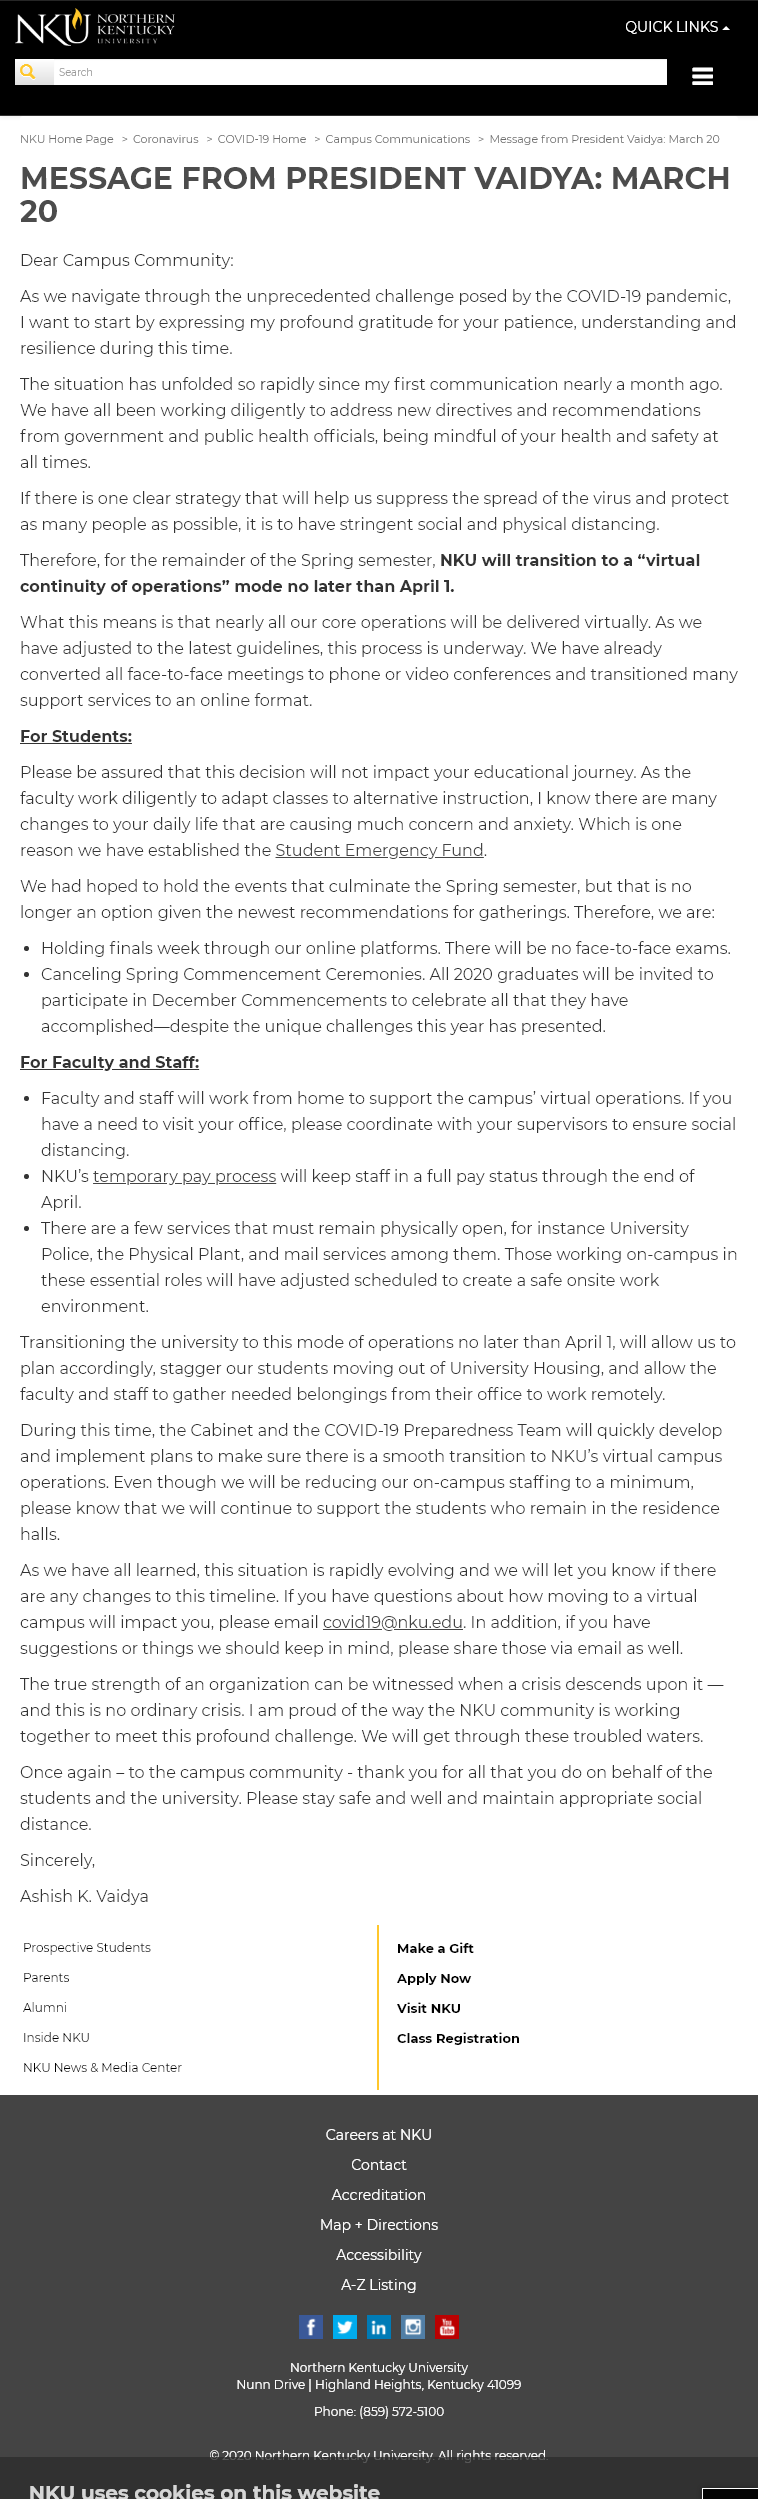 NKU NORTHERN
KENTUCKY
UNIVERSITY
QUICK LINKS
Search
NKU Home Page > Coronavirus > COVID-19 Home > Campus Communications > Message from President Vaidya: March 20
MESSAGE FROM PRESIDENT VAIDYA: MARCH
20
Dear Campus Community:
As we navigate through the unprecedented challenge posed by the COVID-19 pandemic,
I want to start by expressing my profound gratitude for your patience, understanding and
resilience during this time.
The situation has unfolded so rapidly since my first communication nearly a month ago.
We have all been working diligently to address new directives and recommendations
from government and public health officials, being mindful of your health and safety at
all times.
If there is one clear strategy that will help us suppress the spread of the virus and protect
as many people as possible, it is to have stringent social and physical distancing.
Therefore, for the remainder of the Spring semester, NKU will transition to a “virtual
continuity of operations” mode no later than April 1.
What this means is that nearly all our core operations will be delivered virtually. As we
have adjusted to the latest guidelines, this process is underway. We have already
converted all face-to-face meetings to phone or video conferences and transitioned many
support services to an online format.
For Students:
Please be assured that this decision will not impact your educational journey. As the
faculty work diligently to adapt classes to alternative instruction, I know there are many
changes to your daily life that are causing much concern and anxiety. Which is one
reason we have established the Student Emergency Fund.
We had hoped to hold the events that culminate the Spring semester, but that is no
longer an option given the newest recommendations for gatherings. Therefore, we are:
• Holding finals week through our online platforms. There will be no face-to-face exams.
• Canceling Spring Commencement Ceremonies. All 2020 graduates will be invited to
participate in December Commencements to celebrate all that they have
accomplished—despite the unique challenges this year has presented.
For Faculty and Staff:
• Faculty and staff will work from home to support the campus’ virtual operations. If you
have a need to visit your office, please coordinate with your supervisors to ensure social
distancing.
• NKU’s temporary pay process will keep staff in a full pay status through the end of
April.
• There are a few services that must remain physically open, for instance University
Police, the Physical Plant, and mail services among them. Those working on-campus in
these essential roles will have adjusted scheduled to create a safe onsite work
environment.
Transitioning the university to this mode of operations no later than April 1, will allow us to
plan accordingly, stagger our students moving out of University Housing, and allow the
faculty and staff to gather needed belongings from their office to work remotely.
During this time, the Cabinet and the COVID-19 Preparedness Team will quickly develop
and implement plans to make sure there is a smooth transition to NKU’s virtual campus
operations. Even though we will be reducing our on-campus staffing to a minimum,
please know that we will continue to support the students who remain in the residence
halls.
As we have all learned, this situation is rapidly evolving and we will let you know if there
are any changes to this timeline. If you have questions about how moving to a virtual
campus will impact you, please email covid19@nku.edu. In addition, if you have
suggestions or things we should keep in mind, please share those via email as well.
The true strength of an organization can be witnessed when a crisis descends upon it —
and this is no ordinary crisis. I am proud of the way the NKU community is working
together to meet this profound challenge. We will get through these troubled waters.
Once again – to the campus community - thank you for all that you do on behalf of the
students and the university. Please stay safe and well and maintain appropriate social
distance.
Sincerely,
Ashish K. Vaidya
Prospective Students
Parents
Alumni
Inside NKU
NKU News & Media Center
Make a Gift
Apply Now
Visit NKU
Class Registration
Careers at NKU
Contact
Accreditation
Map + Directions
Accessibility
A-Z Listing
Northern Kentucky University
Nunn Drive | Highland Heights, Kentucky 41099
Phone: (859) 572-5100
© 2020 Northern Kentucky University. All rights reserved.
NKU uses cookies on this website